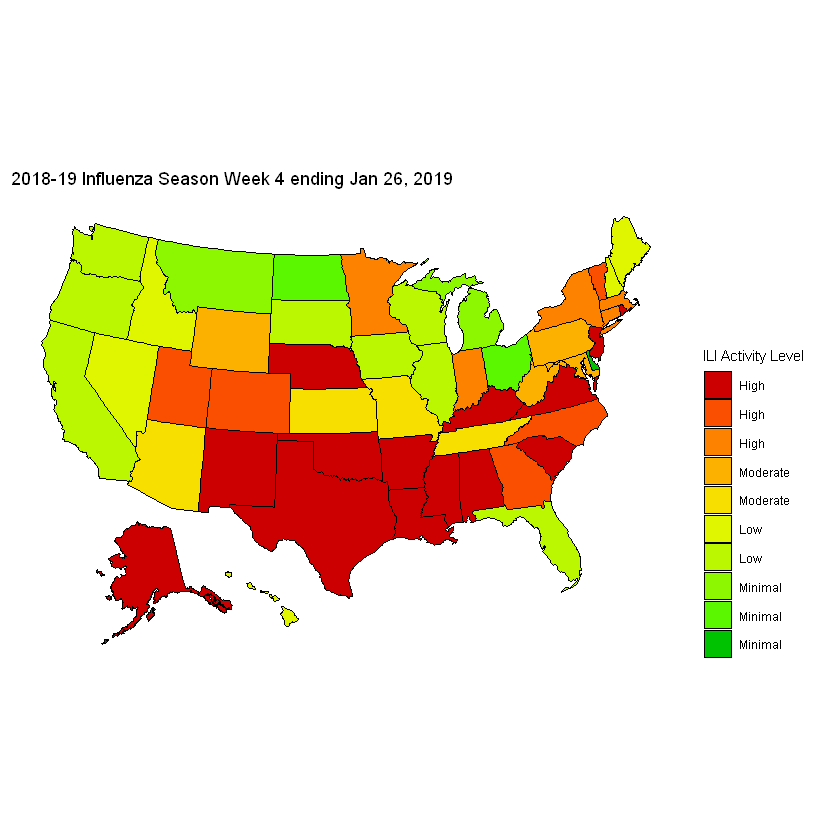 2018-19 Influenza Season Week 4 ending Jan 26, 2019
ILI Activity Level
High
High
High
Moderate
Moderate
Low
Low
Minimal
Minimal
Minimal